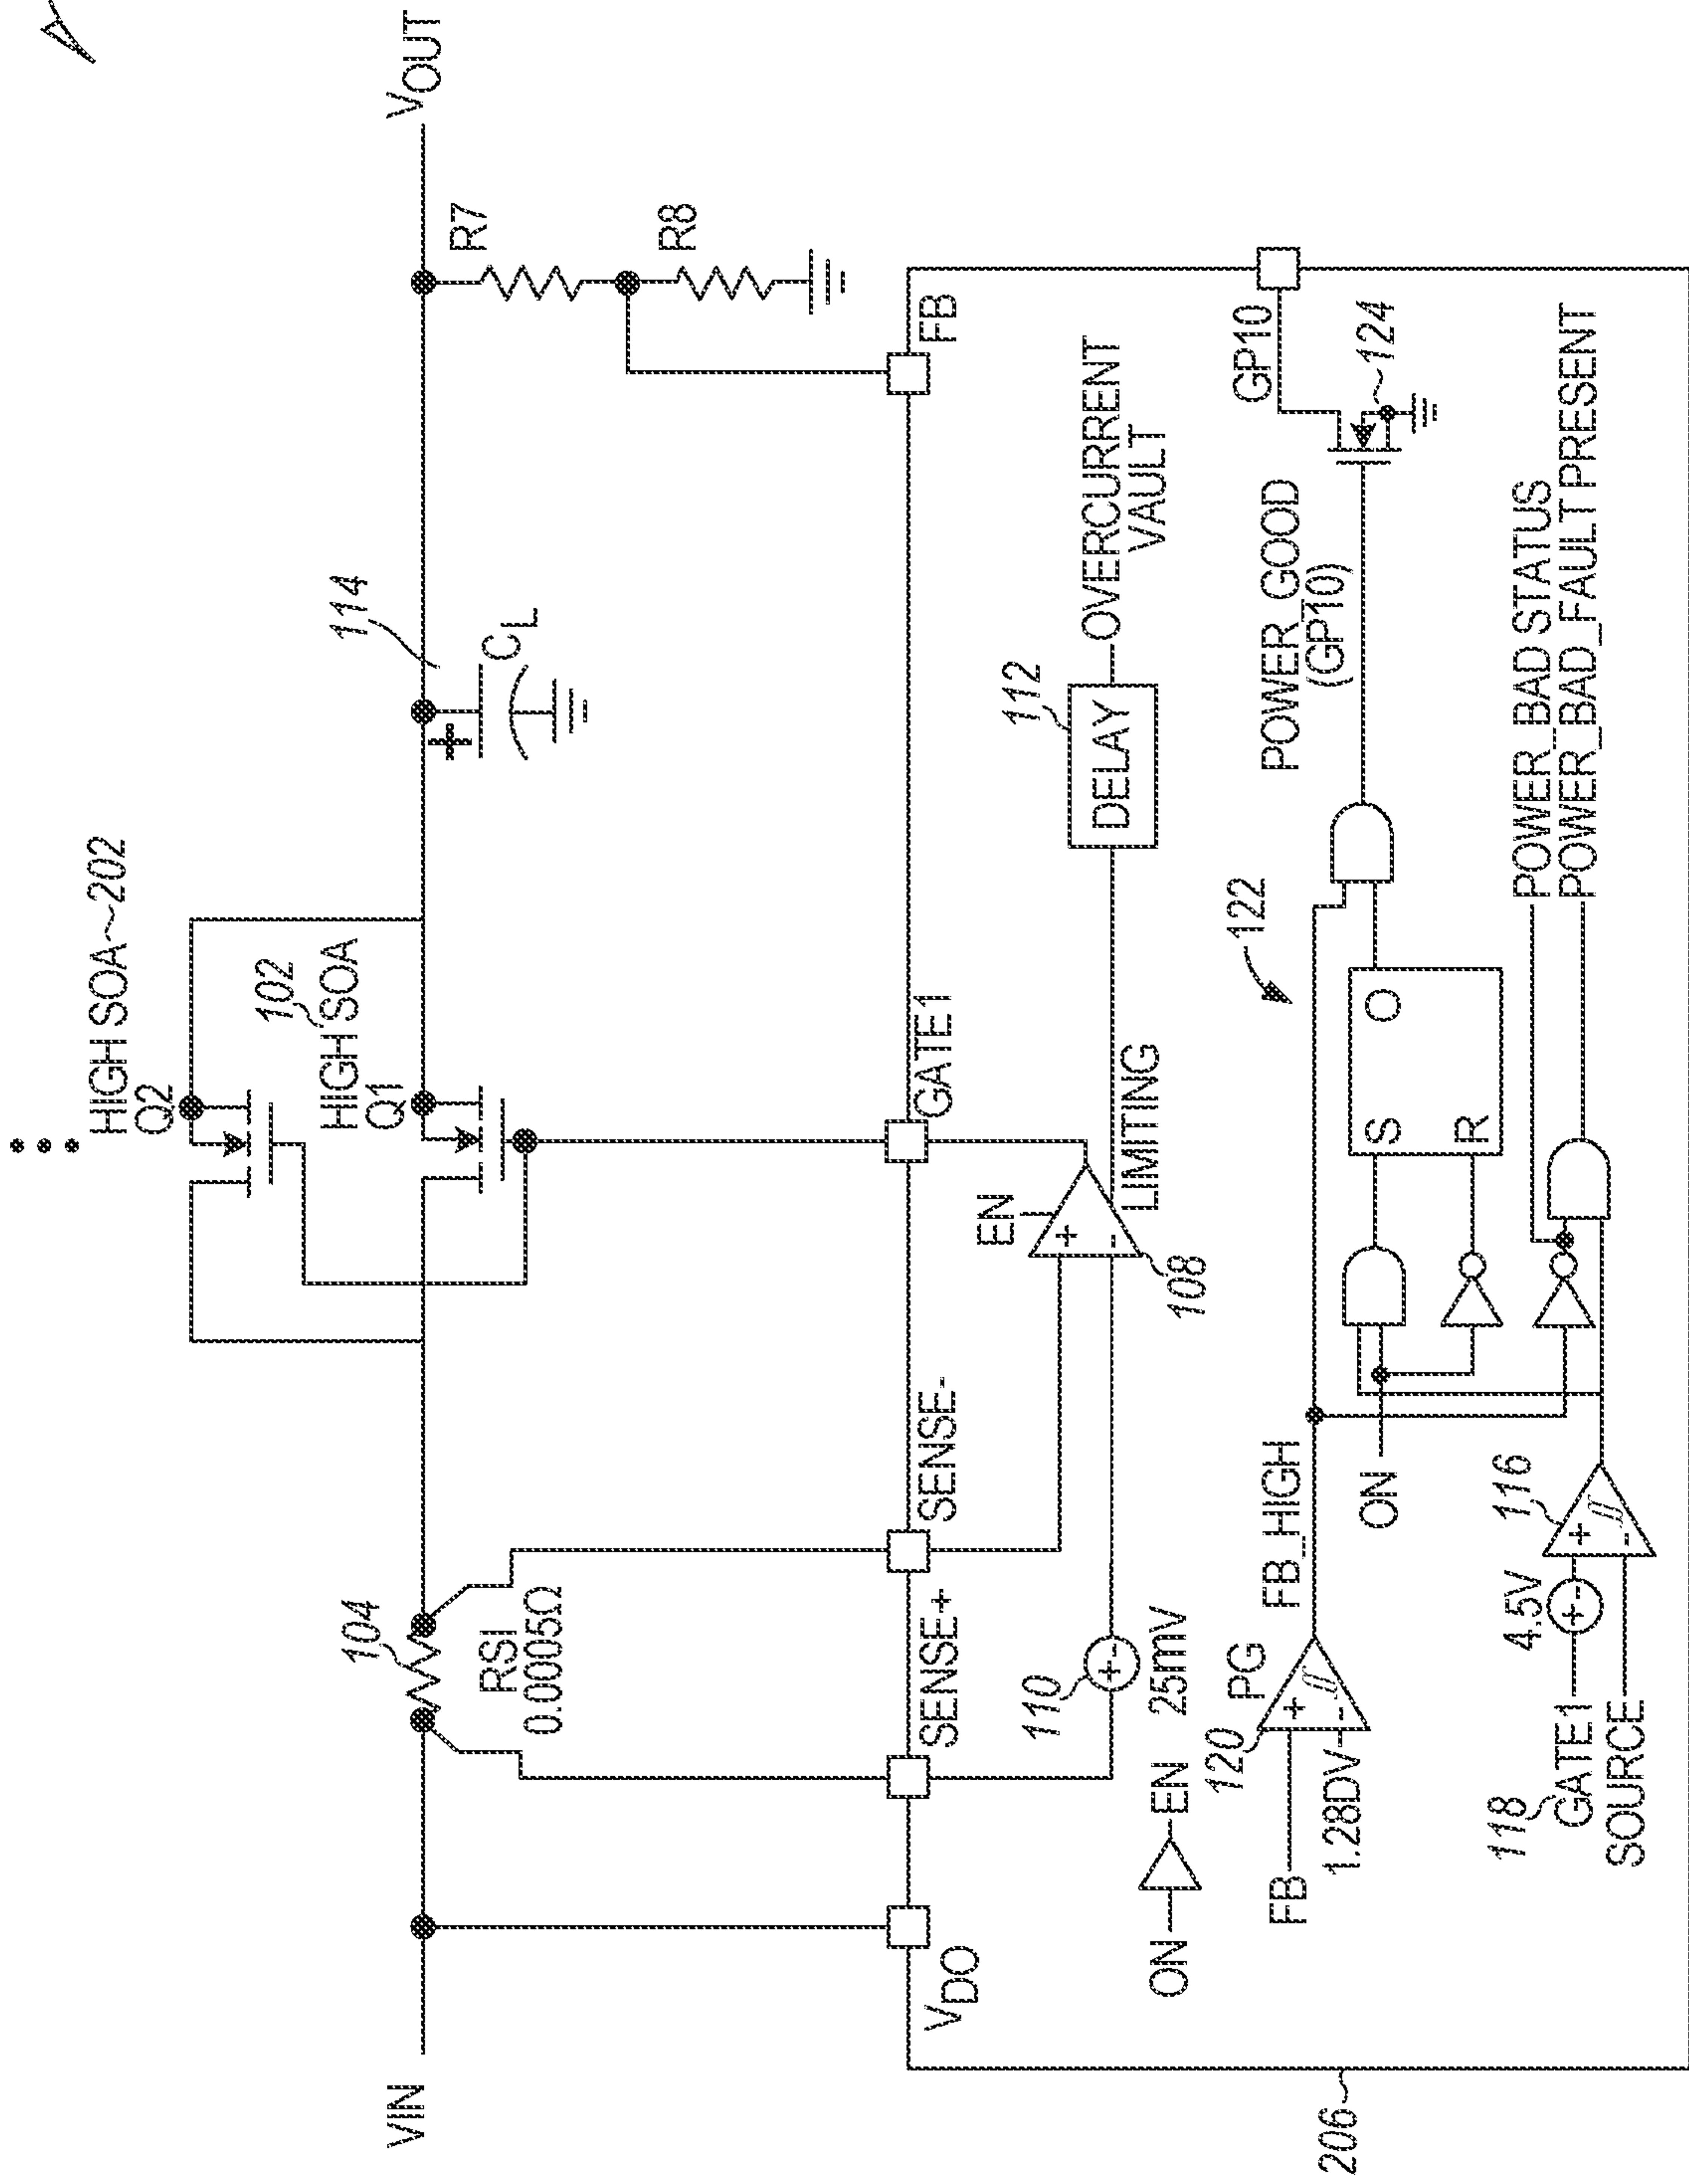 HIGH SOA~202
Q2
102
HIGH SOA
Q1
VIN
104
RSI
0.0005Ω
114
+
CL
VOUT
R7
R8
VDO
SENSE+
SENSE-
GATE1
FB
206
110
25mV
EN
+
-
108
LIMITING
112
DELAY
OVERCURRENT
VAULT
ON
EN
120
PG
FB
1.28DV
+
-
FB_HIGH
122
ON
S
R
O
POWER_GOOD
(GP10)
GP10
124
118
GATE1
SOURCE
4.5V
116
+
-
POWER_BAD STATUS
POWER_BAD_FAULT PRESENT